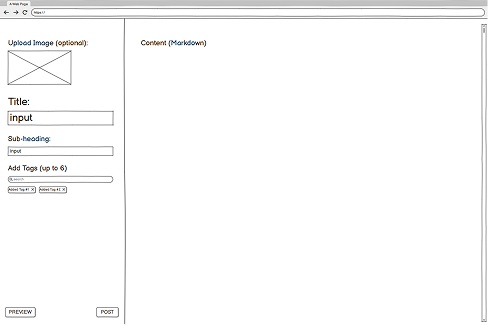 A Web Page
https://
Upload Image (optional):
Content (Markdown)
Title:
input
Sub-heading:
input
Add Tags (up to 6)
search
Added Tag #1 X
Added Tag #2 X
PREVIEW
POST